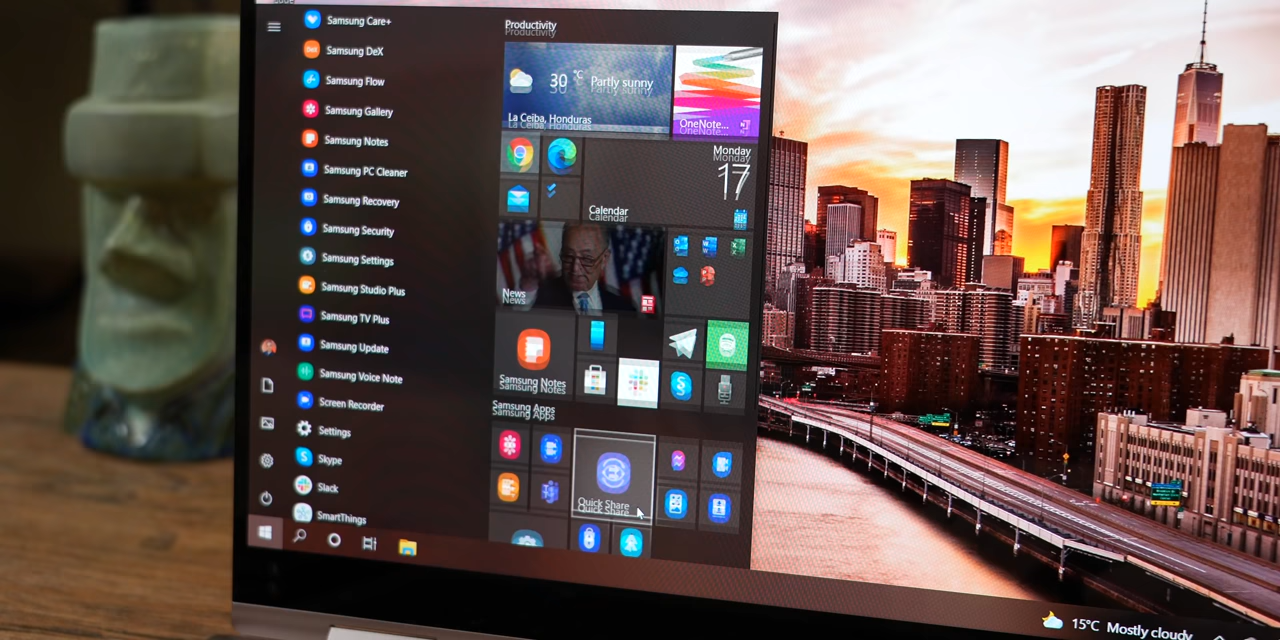 Samsung Care+
Samsung DeX
Samsung Flow
Samsung Gallery
Samsung Notes
Samsung PC Cleaner
Samsung Recovery
Samsung Security
Samsung Settings
Samsung Studio Plus
Samsung TV Plus
Samsung Update
Samsung Voice Note
Screen Recorder
Settings
Skype
Slack
SmartThings
Productivity
30 °C Partly sunny
La Ceiba, Honduras
OneNote...
Monday
17
Calendar
News
Samsung Notes
Samsung Apps
Quick Share
15°C Mostly cloudy